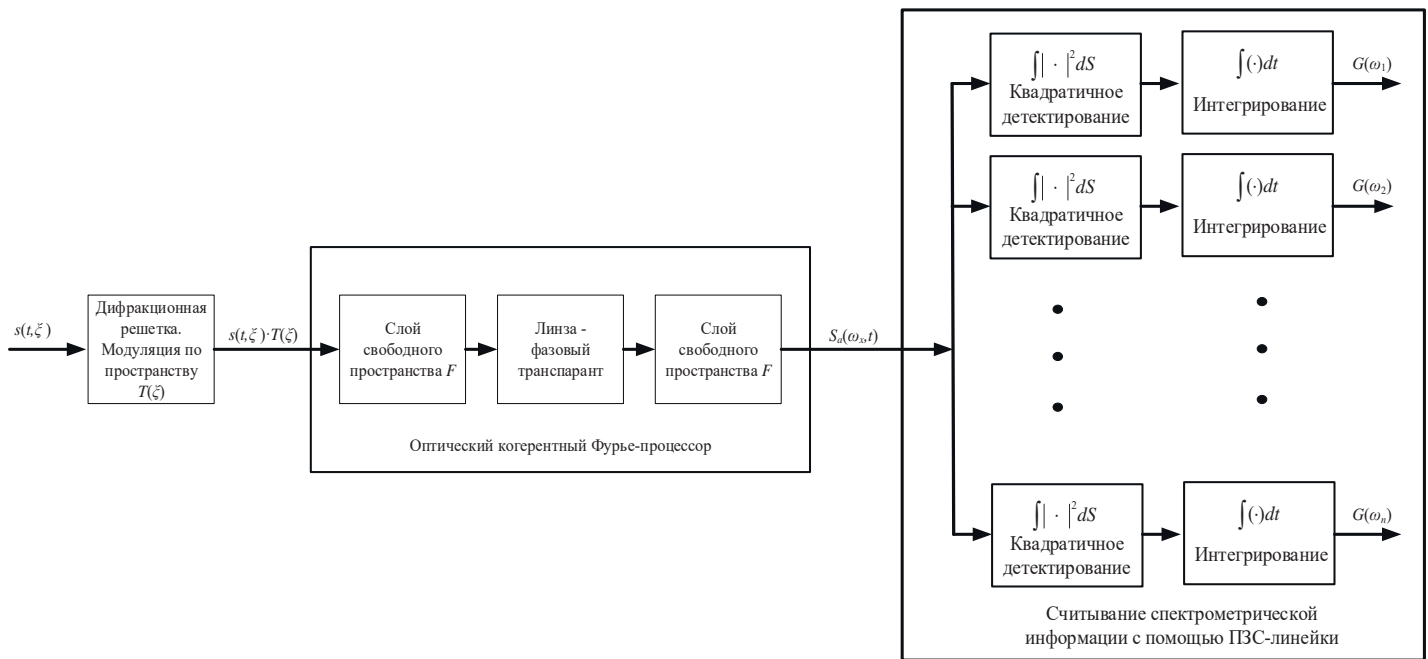 s(t,ξ)
Дифракционная
решетка.
Модуляция по
пространству
T(ξ)
s(t,ξ)·T(ξ)
Слой
свободного
пространства F
Линза -
фазовый
транспарант
Слой
свободного
пространства F
Оптический когерентный Фурье-процессор
Sₐ(ωₓ,t)
∫| · |²dS
Квадратичное
детектирование
∫(·)dt
Интегрирование
G(ω₁)
∫| · |²dS
Квадратичное
детектирование
∫(·)dt
Интегрирование
G(ω₂)
∫| · |²dS
Квадратичное
детектирование
∫(·)dt
Интегрирование
G(ωₙ)
Считывание спектрометрической
информации с помощью ПЗС-линейки